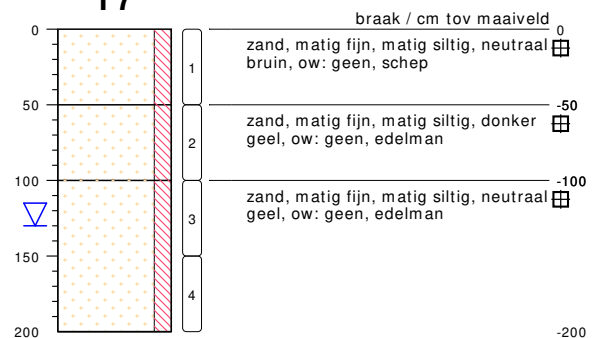 17
braak / cm tov maaiveld
0
0
zand, matig fijn, matig siltig, neutraal
bruin, ow: geen, schep
1
50
-50
zand, matig fijn, matig siltig, donker
geel, ow: geen, edelman
2
100
-100
zand, matig fijn, matig siltig, neutraal
geel, ow: geen, edelman
3
150
4
200
-200